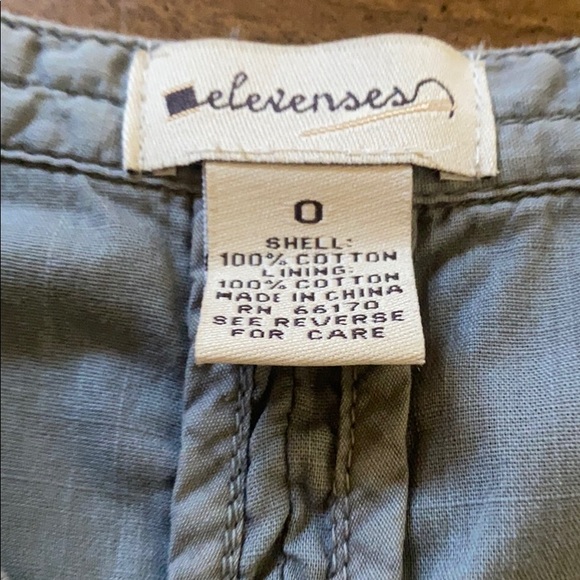 elevenses
0
SHELL:
100% COTTON
LINING:
100% COTTON
MADE IN CHINA
RN 66170
SEE REVERSE
FOR CARE